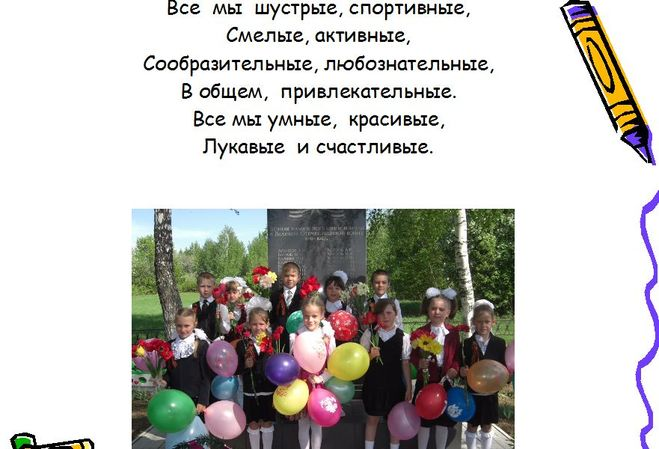 Все мы шустрые, спортивные,
Смелые, активные,
Сообразительные, любознательные,
В общем, привлекательные.
Все мы умные, красивые,
Лукавые и счастливые.